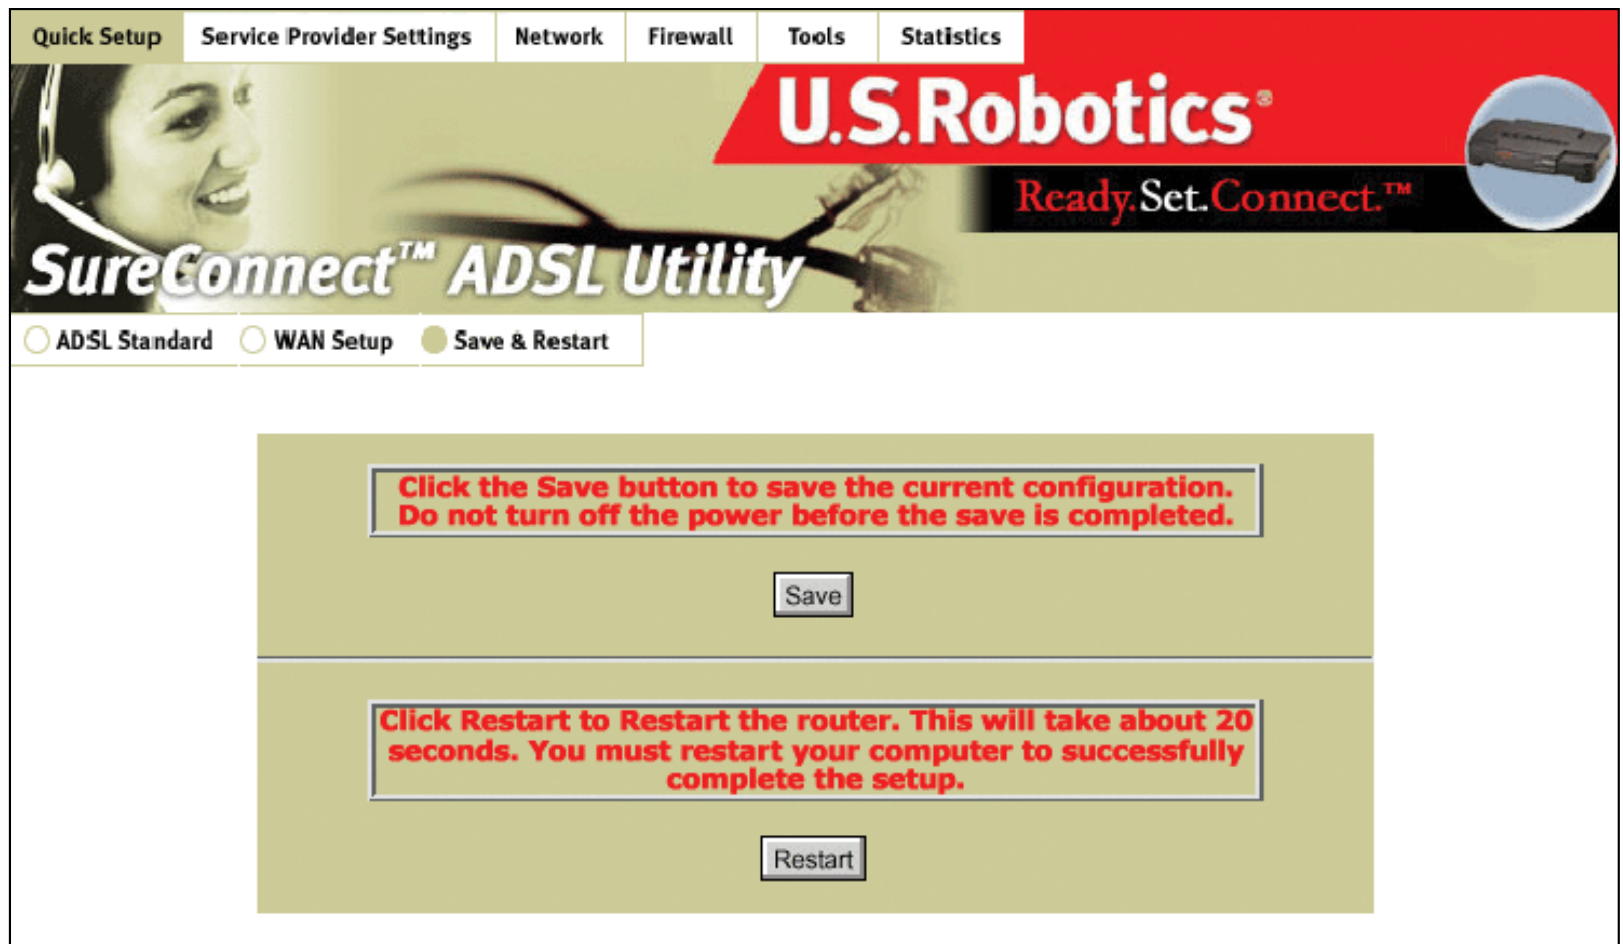 Quick Setup Service Provider Settings Network Firewall Tools Statistics
U.S.Robotics®
Ready.Set.Connect.™
SureConnect™ ADSL Utility
ADSL Standard WAN Setup Save & Restart
Click the Save button to save the current configuration.
Do not turn off the power before the save is completed.
Save
Click Restart to Restart the router. This will take about 20
seconds. You must restart your computer to successfully
complete the setup.
Restart